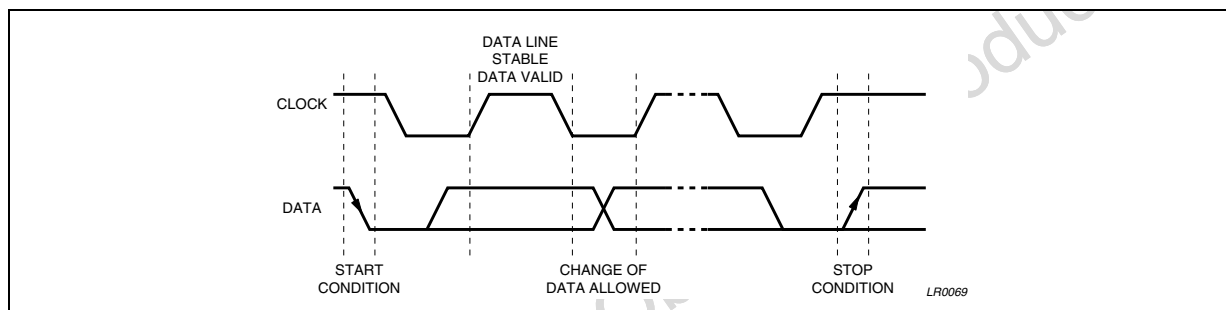 DATA LINE
STABLE
DATA VALID
CLOCK
DATA
START
CONDITION
CHANGE OF
DATA ALLOWED
STOP
CONDITION
LR0069